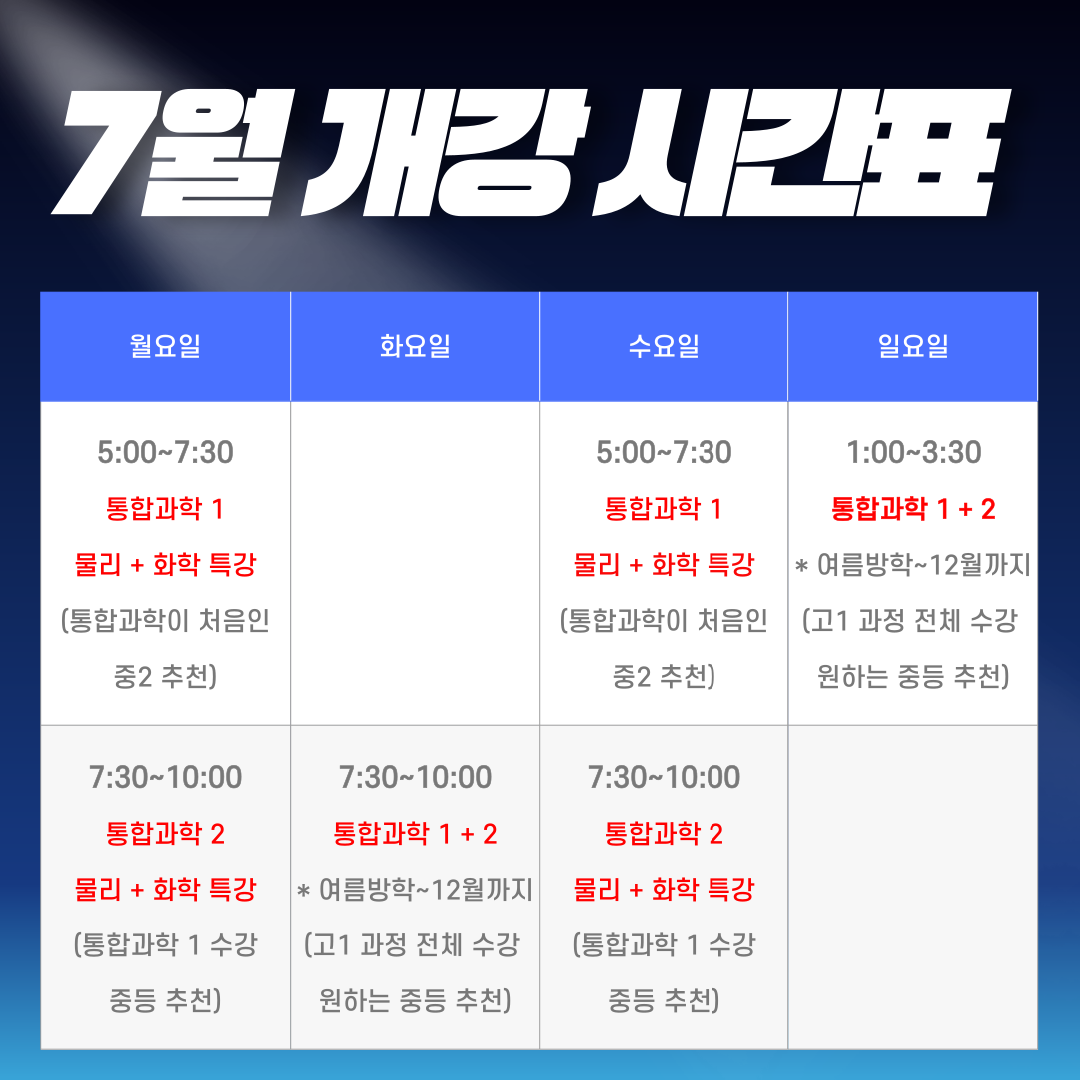 7월 개강 시간표
월요일
화요일
수요일
일요일
5:00~7:30
통합과학 1
물리 + 화학 특강
(통합과학이 처음인
중2 추천)
5:00~7:30
통합과학 1
물리 + 화학 특강
(통합과학이 처음인
중2 추천)
1:00~3:30
통합과학 1 + 2
* 여름방학~12월까지
(고1 과정 전체 수강
원하는 중등 추천)
7:30~10:00
통합과학 2
물리 + 화학 특강
(통합과학 1 수강
중등 추천)
7:30~10:00
통합과학 1 + 2
* 여름방학~12월까지
(고1 과정 전체 수강
원하는 중등 추천)
7:30~10:00
통합과학 2
물리 + 화학 특강
(통합과학 1 수강
중등 추천)